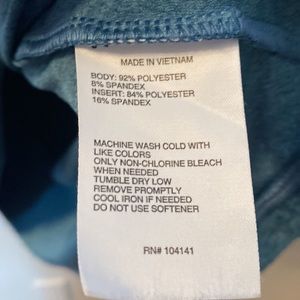 MADE IN VIETNAM
BODY: 92% POLYESTER
8% SPANDEX
INSERT: 84% POLYESTER
16% SPANDEX
MACHINE WASH COLD WITH
LIKE COLORS
ONLY NON-CHLORINE BLEACH
WHEN NEEDED
TUMBLE DRY LOW
REMOVE PROMPTLY
COOL IRON IF NEEDED
DO NOT USE SOFTENER
RN# 104141